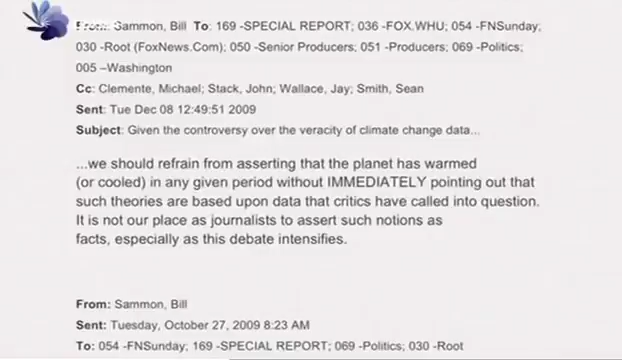 From: Sammon, Bill To: 169 -SPECIAL REPORT; 036 -FOX.WHU; 054 -FNSunday;
030 -Root (FoxNews.Com); 050 -Senior Producers; 051 -Producers; 069 -Politics;
005 –Washington
Cc: Clemente, Michael; Stack, John; Wallace, Jay; Smith, Sean
Sent: Tue Dec 08 12:49:51 2009
Subject: Given the controversy over the veracity of climate change data...
...we should refrain from asserting that the planet has warmed
(or cooled) in any given period without IMMEDIATELY pointing out that
such theories are based upon data that critics have called into question.
It is not our place as journalists to assert such notions as
facts, especially as this debate intensifies.
From: Sammon, Bill
Sent: Tuesday, October 27, 2009 8:23 AM
To: 054 -FNSunday; 169 -SPECIAL REPORT; 069 -Politics; 030 -Root